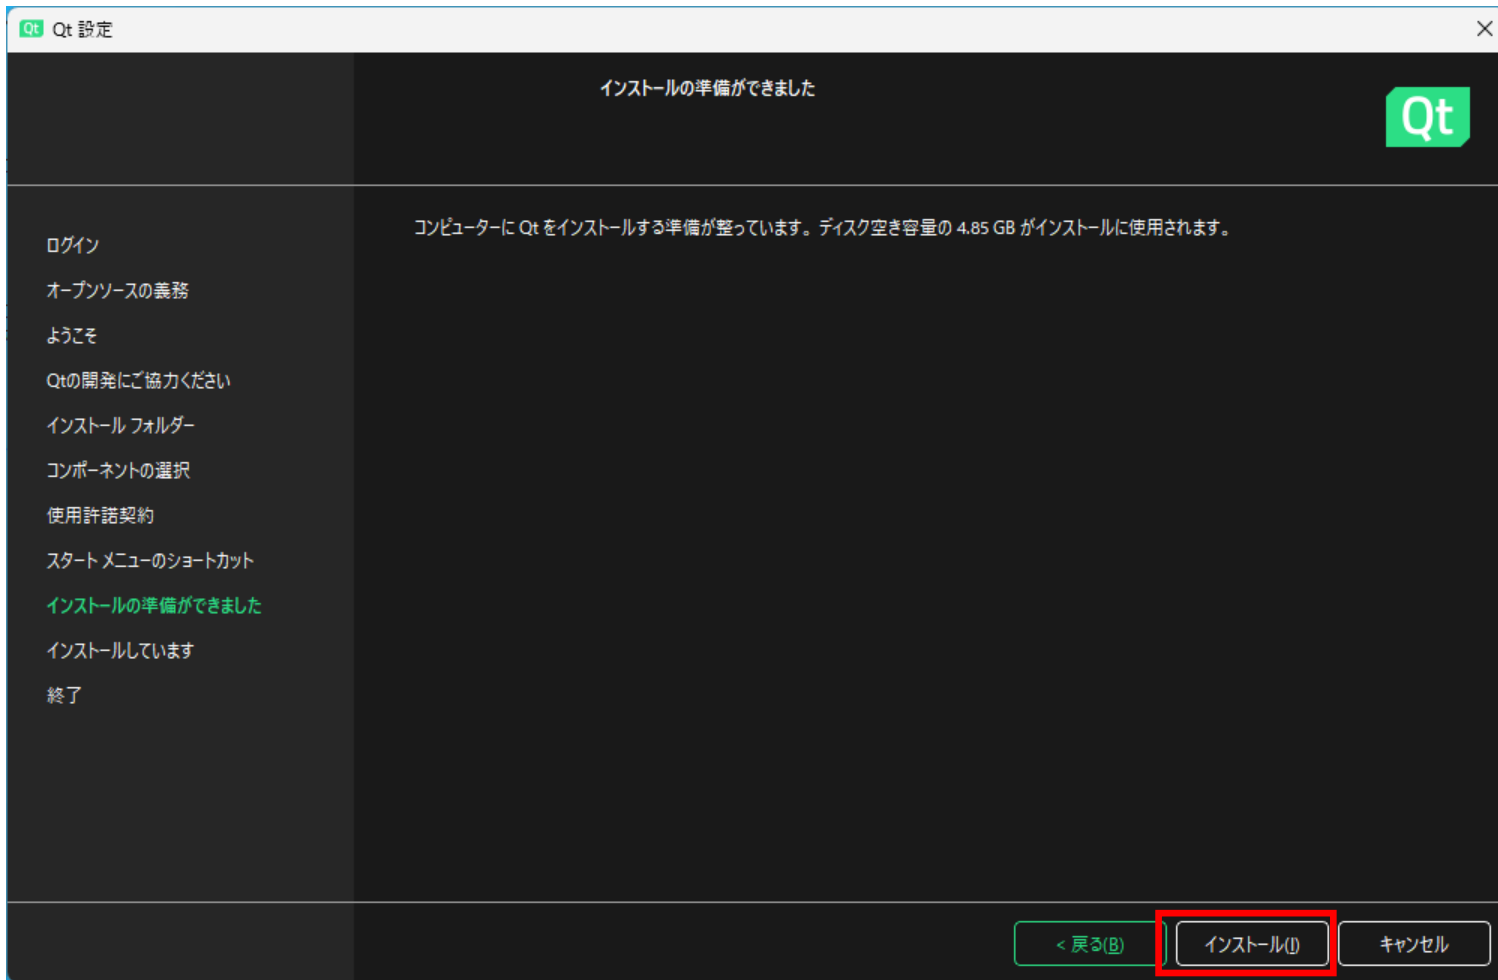 Qt Qt 設定
インストールの準備ができました
Qt
コンピューターに Qt をインストールする準備が整っています。ディスク空き容量の 4.85 GB がインストールに使用されます。
ログイン
オープンソースの義務
ようこそ
Qtの開発にご協力ください
インストール フォルダー
コンポーネントの選択
使用許諾契約
スタート メニューのショートカット
インストールの準備ができました
インストールしています
終了
< 戻る(B) インストール(I) キャンセル